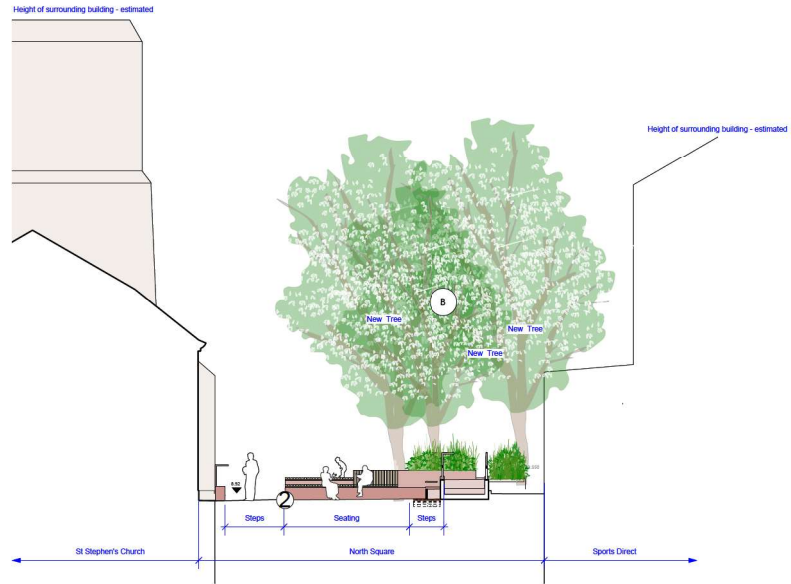 Height of surrounding building - estimated
Height of surrounding building - estimated
B
New Tree
New Tree
New Tree
8.92
2
Steps
Seating
Steps
St Stephen's Church
North Square
Sports Direct